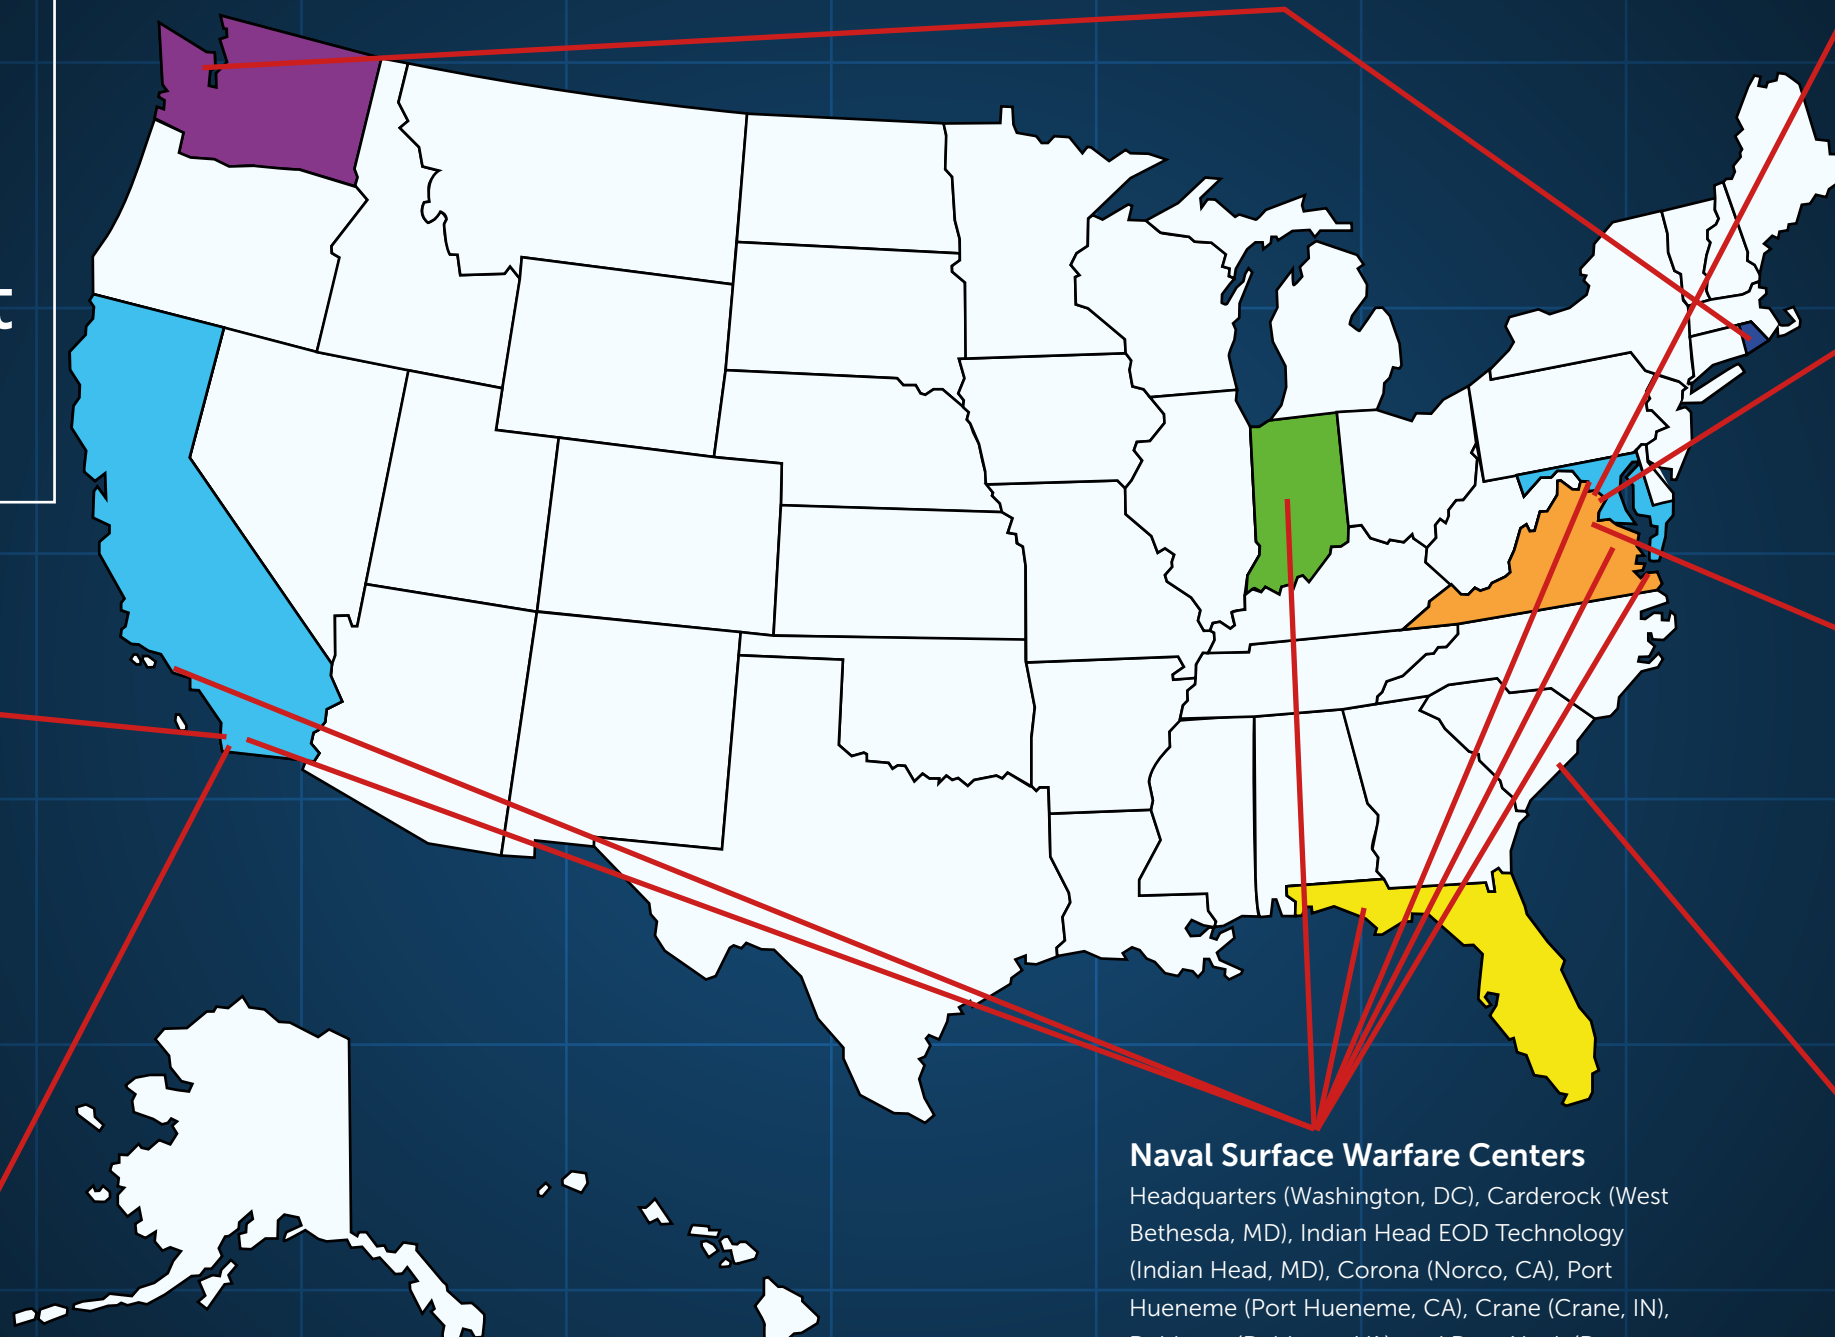 t
Naval Surface Warfare Centers
Headquarters (Washington, DC), Carderock (West
Bethesda, MD), Indian Head EOD Technology
(Indian Head, MD), Corona (Norco, CA), Port
Hueneme (Port Hueneme, CA), Crane (Crane, IN),